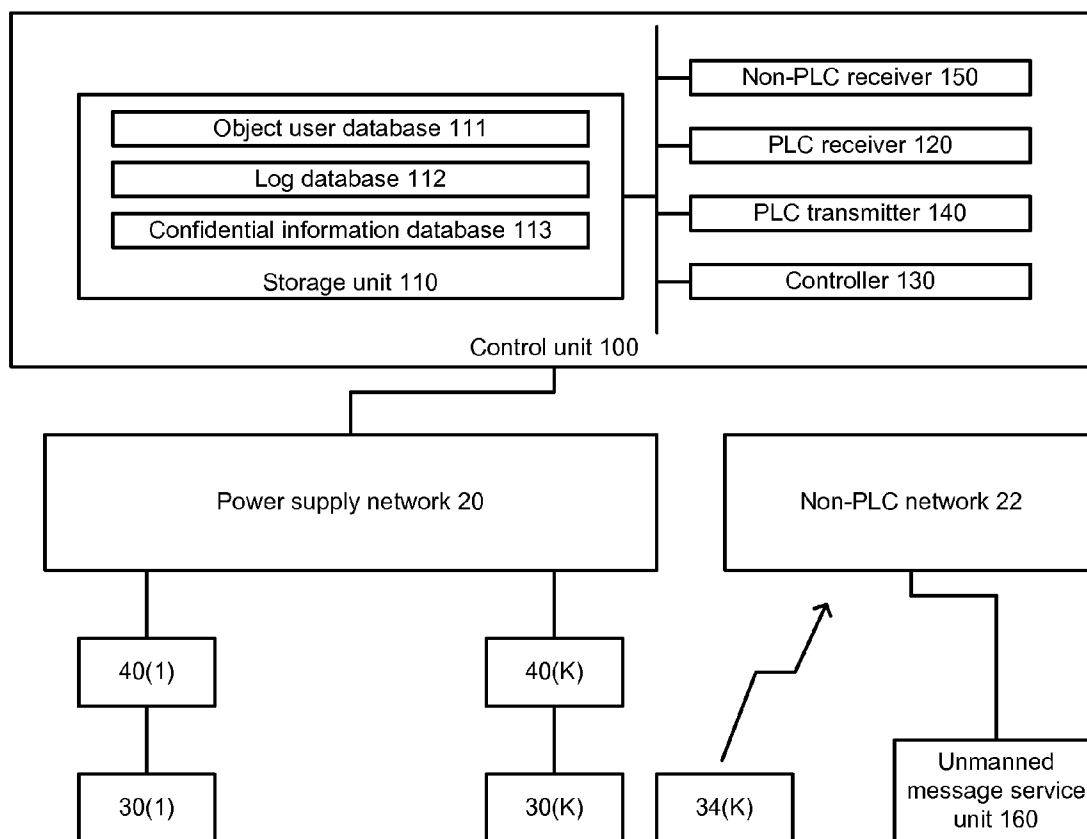 Non-PLC receiver 150
Object user database 111
PLC receiver 120
Log database 112
PLC transmitter 140
Confidential information database 113
Storage unit 110
Controller 130
Control unit 100
Power supply network 20
Non-PLC network 22
40(1)
40(K)
30(1)
30(K)
34(K)
Unmanned
message service
unit 160